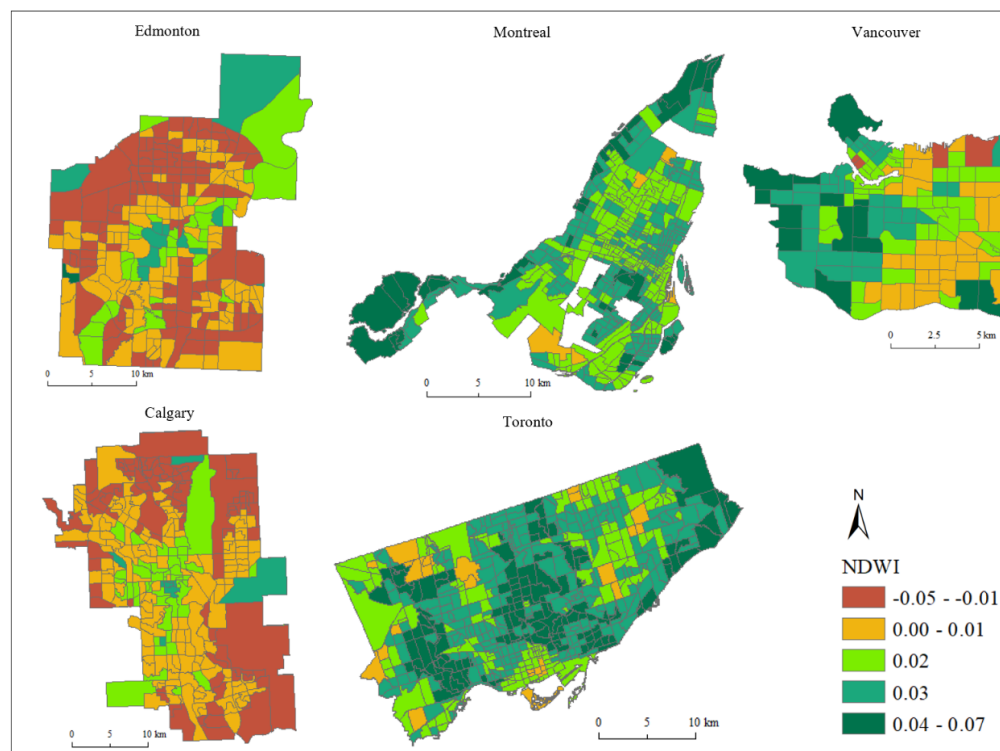 Edmonton
Montreal
Vancouver
0 5 10 km
0 5 10 km
0 2.5 5 km
Calgary
Toronto
0 5 10 km
0 5 10 km
N
NDWI
-0.05 - -0.01
0.00 - 0.01
0.02
0.03
0.04 - 0.07